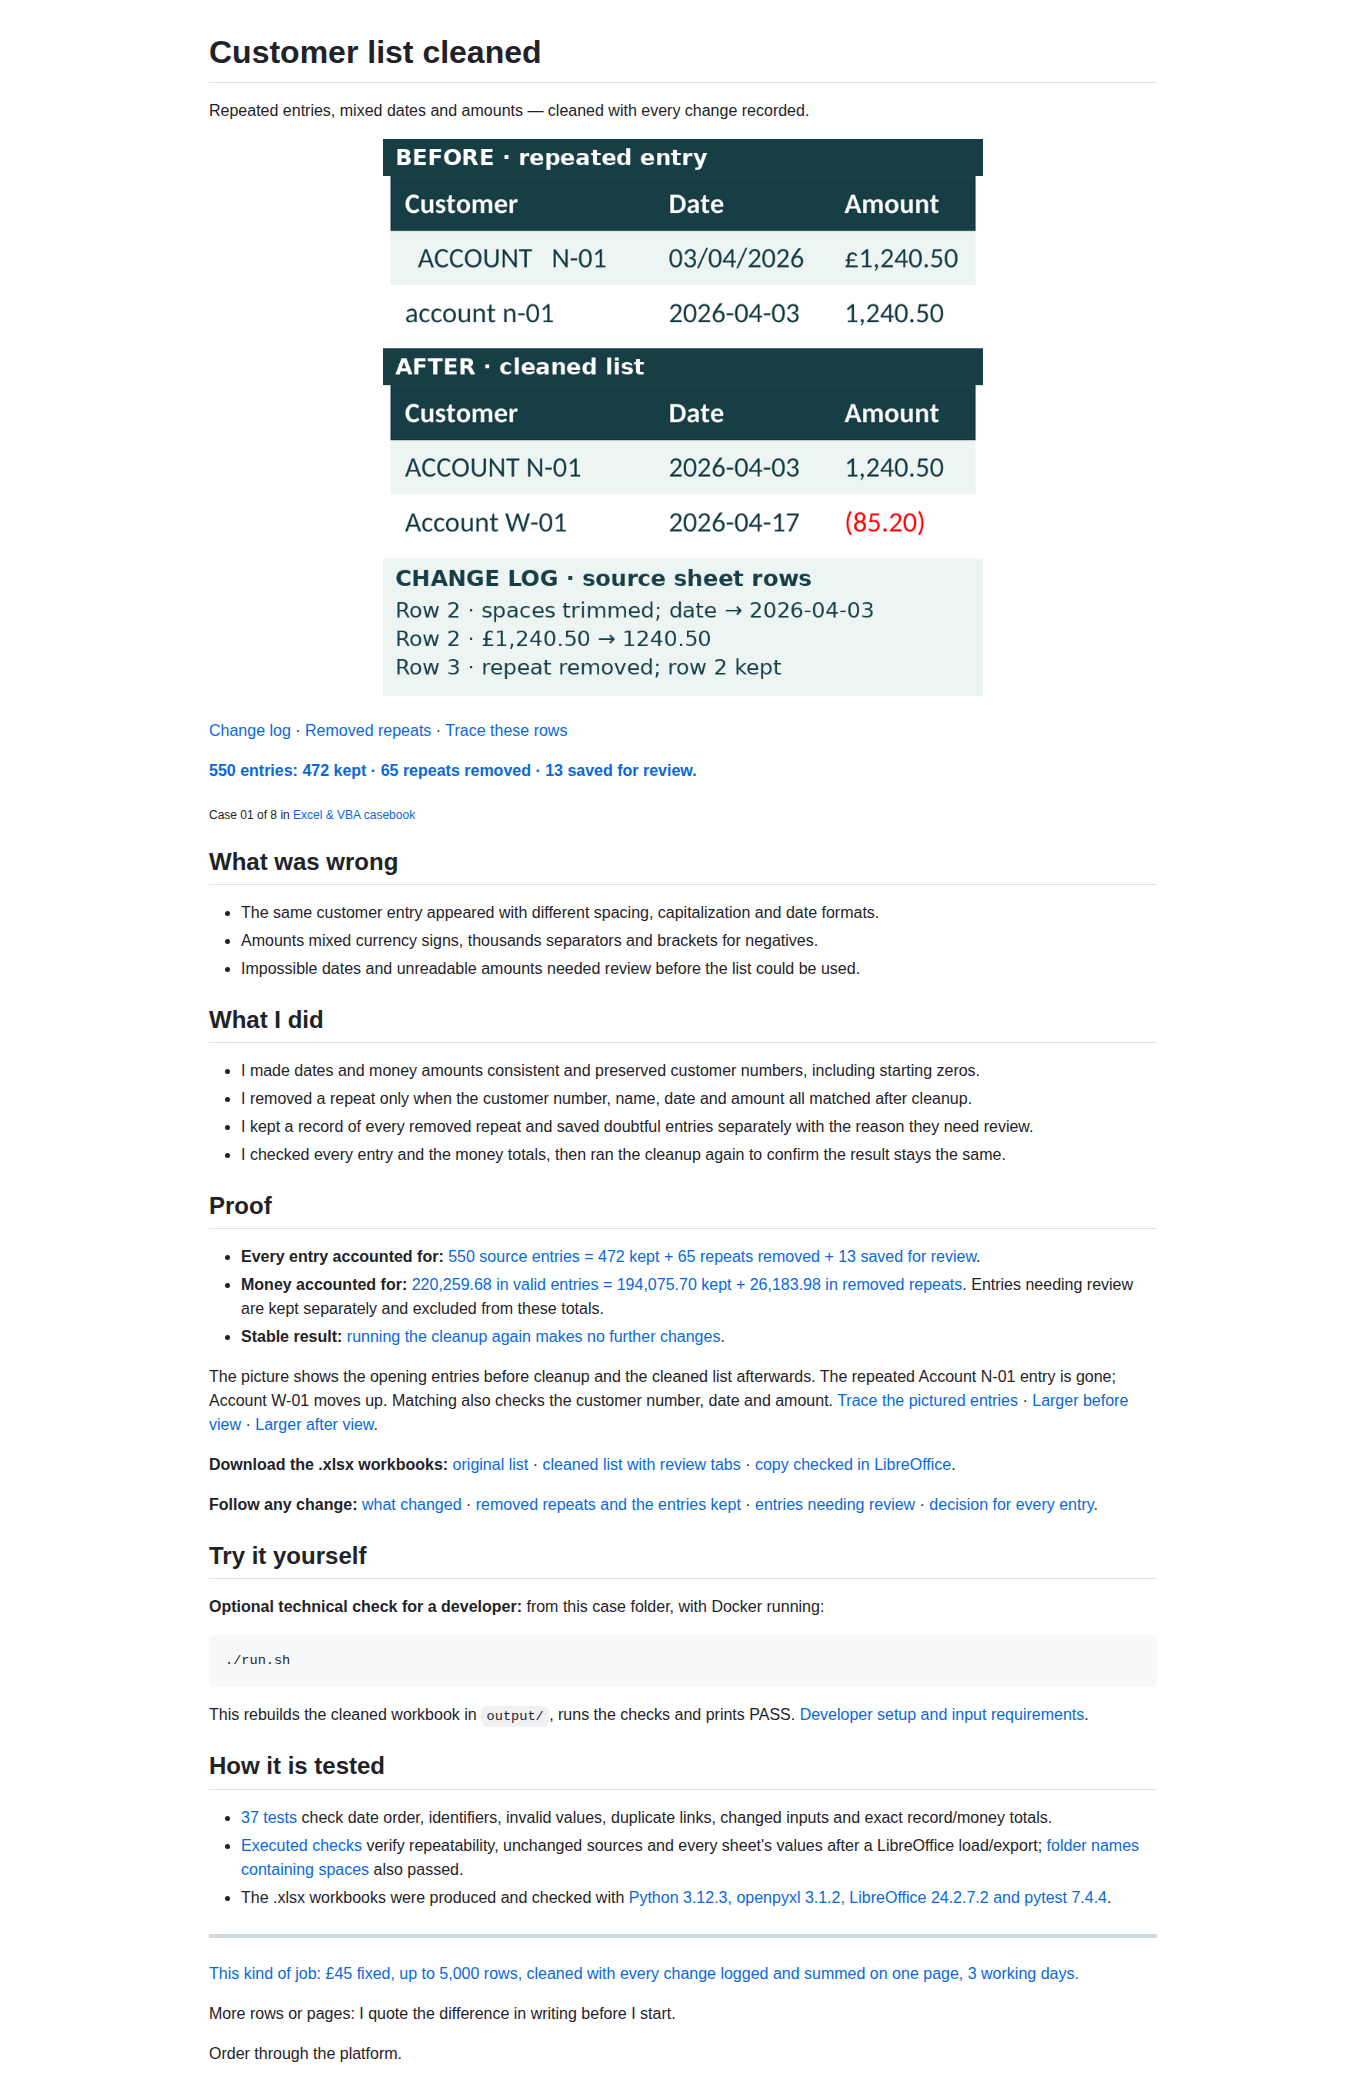 Customer list cleaned
Repeated entries, mixed dates and amounts — cleaned with every change recorded.
BEFORE · repeated entry
Customer Date Amount
ACCOUNT   N-01 03/04/2026 £1,240.50
account n-01 2026-04-03 1,240.50
AFTER · cleaned list
Customer Date Amount
ACCOUNT N-01 2026-04-03 1,240.50
Account W-01 2026-04-17 (85.20)
CHANGE LOG · source sheet rows
Row 2 · spaces trimmed; date → 2026-04-03
Row 2 · £1,240.50 → 1240.50
Row 3 · repeat removed; row 2 kept
Change log · Removed repeats · Trace these rows
550 entries: 472 kept · 65 repeats removed · 13 saved for review.
Case 01 of 8 in Excel & VBA casebook
What was wrong
• The same customer entry appeared with different spacing, capitalization and date formats.
• Amounts mixed currency signs, thousands separators and brackets for negatives.
• Impossible dates and unreadable amounts needed review before the list could be used.
What I did
• I made dates and money amounts consistent and preserved customer numbers, including starting zeros.
• I removed a repeat only when the customer number, name, date and amount all matched after cleanup.
• I kept a record of every removed repeat and saved doubtful entries separately with the reason they need review.
• I checked every entry and the money totals, then ran the cleanup again to confirm the result stays the same.
Proof
• Every entry accounted for: 550 source entries = 472 kept + 65 repeats removed + 13 saved for review.
• Money accounted for: 220,259.68 in valid entries = 194,075.70 kept + 26,183.98 in removed repeats. Entries needing review
are kept separately and excluded from these totals.
• Stable result: running the cleanup again makes no further changes.
The picture shows the opening entries before cleanup and the cleaned list afterwards. The repeated Account N-01 entry is gone;
Account W-01 moves up. Matching also checks the customer number, date and amount. Trace the pictured entries · Larger before
view · Larger after view.
Download the .xlsx workbooks: original list · cleaned list with review tabs · copy checked in LibreOffice.
Follow any change: what changed · removed repeats and the entries kept · entries needing review · decision for every entry.
Try it yourself
Optional technical check for a developer: from this case folder, with Docker running:
./run.sh
This rebuilds the cleaned workbook in output/, runs the checks and prints PASS. Developer setup and input requirements.
How it is tested
• 37 tests check date order, identifiers, invalid values, duplicate links, changed inputs and exact record/money totals.
• Executed checks verify repeatability, unchanged sources and every sheet's values after a LibreOffice load/export; folder names
containing spaces also passed.
• The .xlsx workbooks were produced and checked with Python 3.12.3, openpyxl 3.1.2, LibreOffice 24.2.7.2 and pytest 7.4.4.
This kind of job: £45 fixed, up to 5,000 rows, cleaned with every change logged and summed on one page, 3 working days.
More rows or pages: I quote the difference in writing before I start.
Order through the platform.